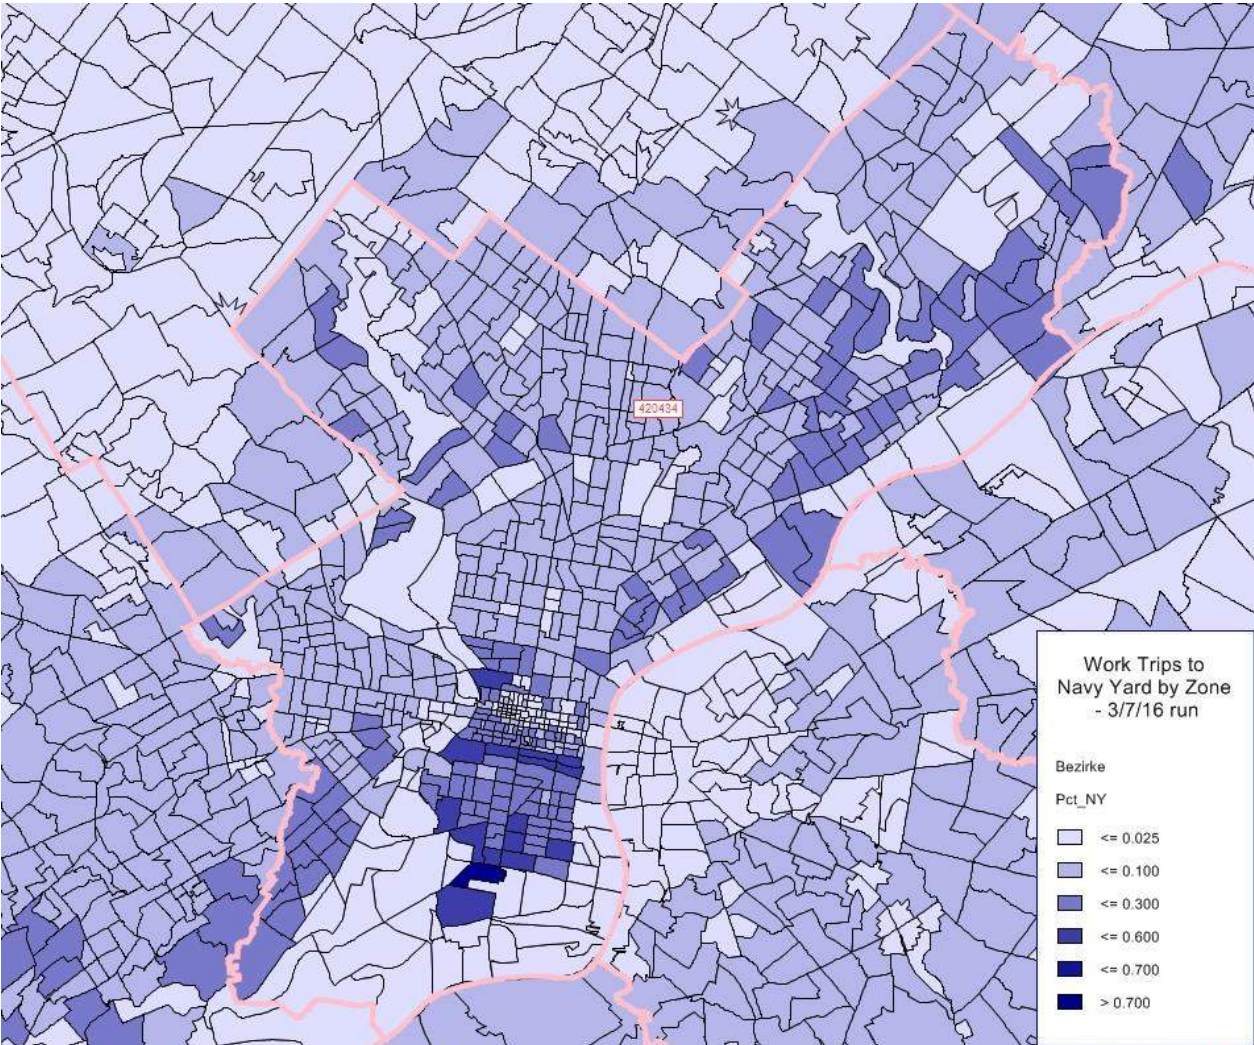 420434
Work Trips to
Navy Yard by Zone
- 3/7/16 run
Bezirke
Pct_NY
<= 0.025
<= 0.100
<= 0.300
<= 0.600
<= 0.700
> 0.700